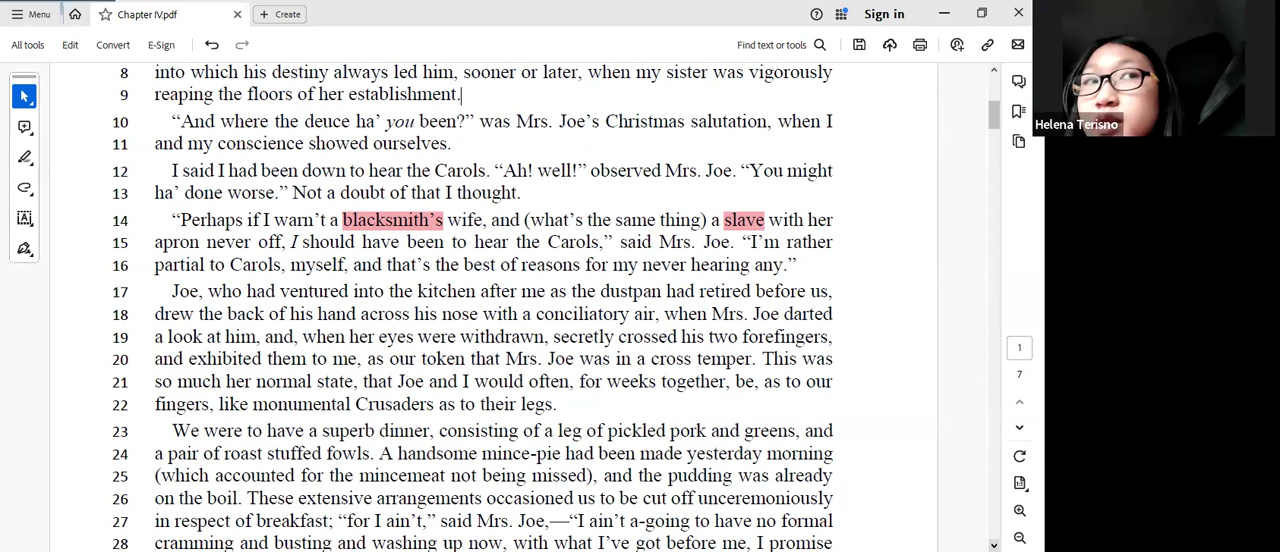 Menu Chapter IV.pdf Create Sign in
All tools Edit Convert E-Sign Find text or tools
Helena Terisno
8 into which his destiny always led him, sooner or later, when my sister was vigorously
9 reaping the floors of her establishment.
10 “And where the deuce ha’ you been?” was Mrs. Joe’s Christmas salutation, when I
11 and my conscience showed ourselves.
12 I said I had been down to hear the Carols. “Ah! well!” observed Mrs. Joe. “You might
13 ha’ done worse.” Not a doubt of that I thought.
14 “Perhaps if I warn’t a blacksmith’s wife, and (what’s the same thing) a slave with her
15 apron never off, I should have been to hear the Carols,” said Mrs. Joe. “I’m rather
16 partial to Carols, myself, and that’s the best of reasons for my never hearing any.”
17 Joe, who had ventured into the kitchen after me as the dustpan had retired before us,
18 drew the back of his hand across his nose with a conciliatory air, when Mrs. Joe darted
19 a look at him, and, when her eyes were withdrawn, secretly crossed his two forefingers,
20 and exhibited them to me, as our token that Mrs. Joe was in a cross temper. This was
21 so much her normal state, that Joe and I would often, for weeks together, be, as to our
22 fingers, like monumental Crusaders as to their legs.
23 We were to have a superb dinner, consisting of a leg of pickled pork and greens, and
24 a pair of roast stuffed fowls. A handsome mince-pie had been made yesterday morning
25 (which accounted for the mincemeat not being missed), and the pudding was already
26 on the boil. These extensive arrangements occasioned us to be cut off unceremoniously
27 in respect of breakfast; “for I ain’t,” said Mrs. Joe,—“I ain’t a-going to have no formal
28 cramming and busting and washing up now, with what I’ve got before me, I promise
1
7